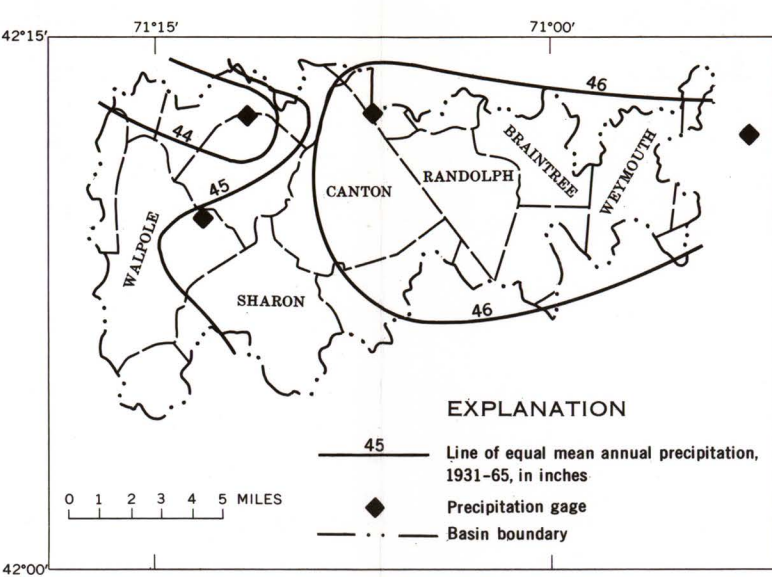 71°15′
71°00′
42°15′
46
44
BRAINTREE
WEYMOUTH
RANDOLPH
45
CANTON
WALPOLE
SHARON
46
EXPLANATION
45
Line of equal mean annual precipitation,
1931-65, in inches
0 1 2 3 4 5 MILES
Precipitation gage
Basin boundary
42°00′